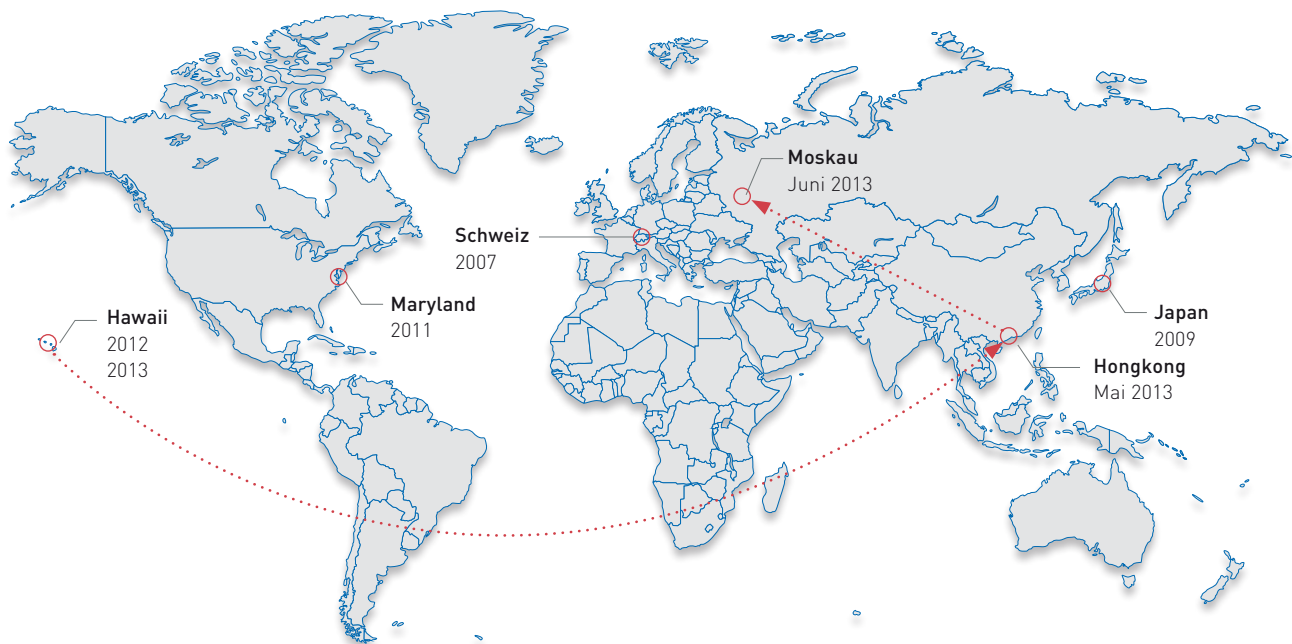 Moskau
Juni 2013
Schweiz
2007
Maryland
2011
Hawaii
2012
2013
Japan
2009
Hongkong
Mai 2013